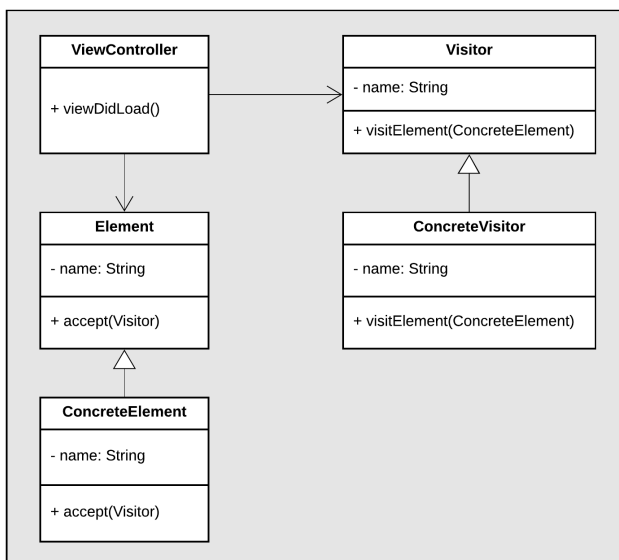 ViewController
+ viewDidLoad()
Visitor
- name: String
+ visitElement(ConcreteElement)
Element
- name: String
+ accept(Visitor)
ConcreteVisitor
- name: String
+ visitElement(ConcreteElement)
ConcreteElement
- name: String
+ accept(Visitor)